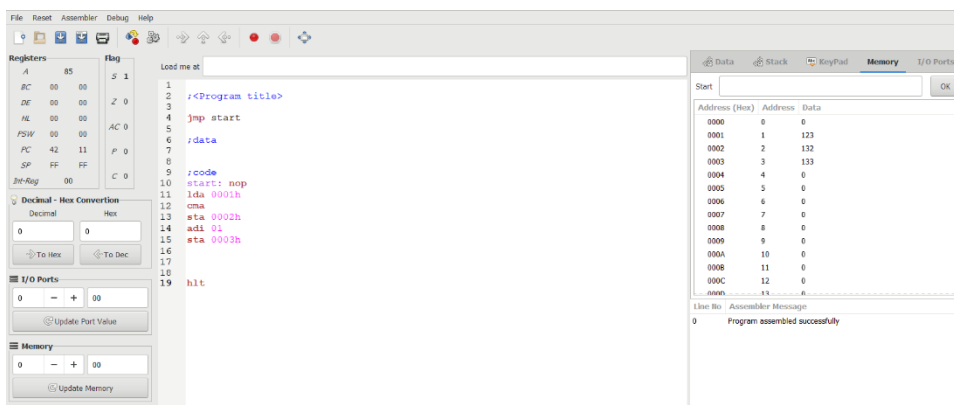 File Reset Assembler Debug Help
Registers
A 85
BC 00 00
DE 00 00
HL 00 00
PSW 00 00
PC 42 11
SP FF FF
Int-Reg 00
Flag
S 1
Z 0
AC 0
P 0
C 0
Decimal - Hex Convertion
Decimal Hex
0 0
To Hex To Dec
I/O Ports
0 − + 00
Update Port Value
Memory
0 − + 00
Update Memory
Load me at
1
2 ;<Program title>
3
4 jmp start
5
6 ;data
7
8
9 ;code
10 start: nop
11 lda 0001h
12 cma
13 sta 0002h
14 adi 01
15 sta 0003h
16
17
18
19 hlt
Data Stack KeyPad Memory I/O Ports
Start OK
Address (Hex) Address Data
0000 0 0
0001 1 123
0002 2 132
0003 3 133
0004 4 0
0005 5 0
0006 6 0
0007 7 0
0008 8 0
0009 9 0
000A 10 0
000B 11 0
000C 12 0
000D 13 0
Line No Assembler Message
0 Program assembled successfully